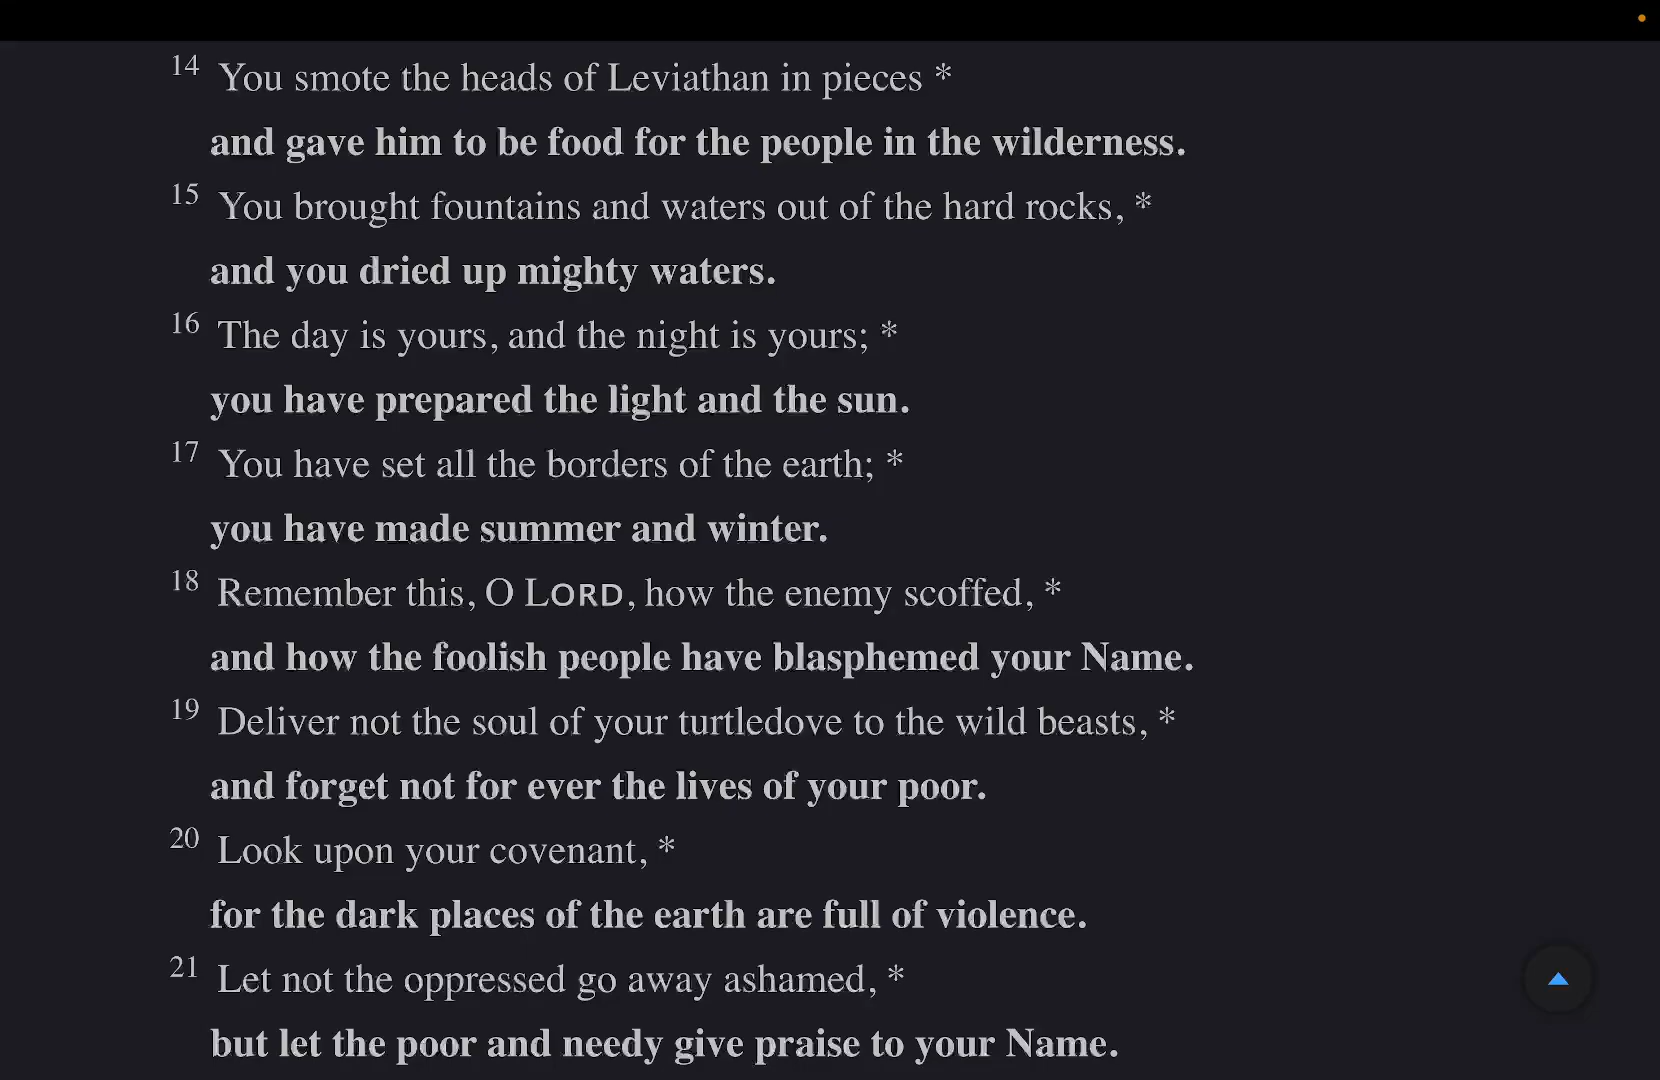 14 You smote the heads of Leviathan in pieces *
and gave him to be food for the people in the wilderness.
15 You brought fountains and waters out of the hard rocks, *
and you dried up mighty waters.
16 The day is yours, and the night is yours; *
you have prepared the light and the sun.
17 You have set all the borders of the earth; *
you have made summer and winter.
18 Remember this, O LORD, how the enemy scoffed, *
and how the foolish people have blasphemed your Name.
19 Deliver not the soul of your turtledove to the wild beasts, *
and forget not for ever the lives of your poor.
20 Look upon your covenant, *
for the dark places of the earth are full of violence.
21 Let not the oppressed go away ashamed, *
but let the poor and needy give praise to your Name.